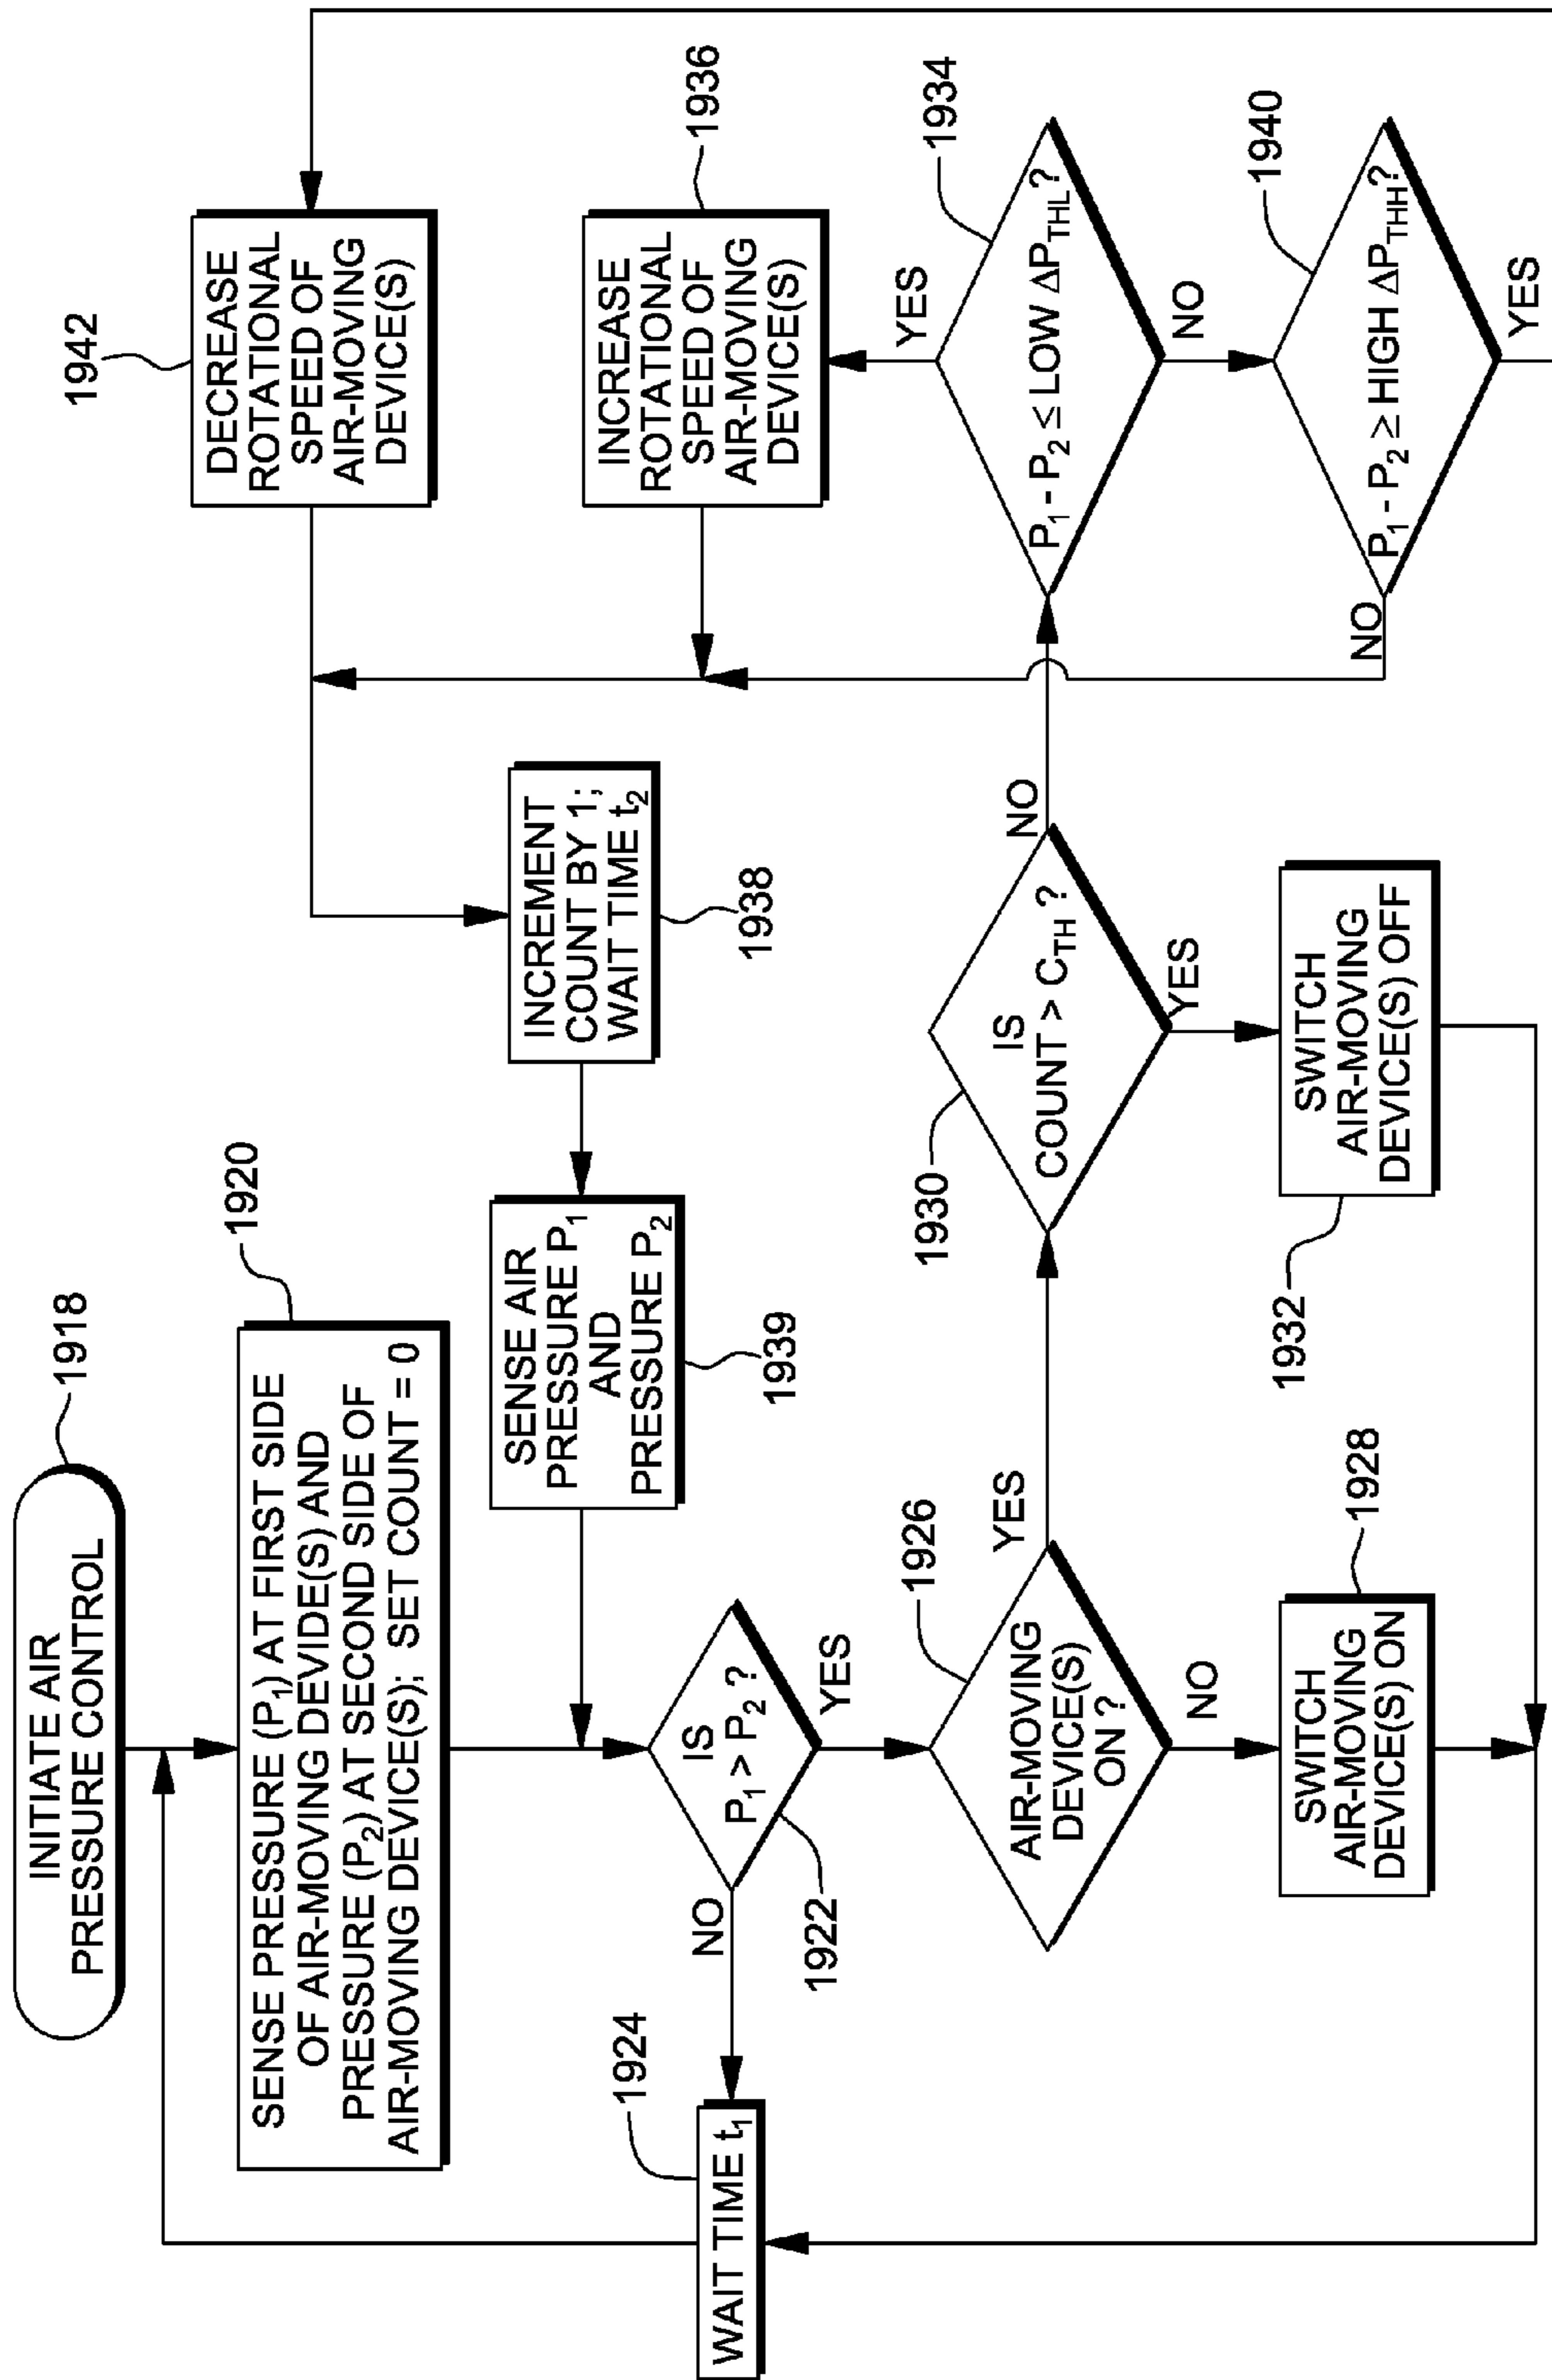 INITIATE AIR
PRESSURE CONTROL
1918
SENSE PRESSURE (P₁) AT FIRST SIDE
OF AIR-MOVING DEVIDE(S) AND
PRESSURE (P₂) AT SECOND SIDE OF
AIR-MOVING DEVICE(S); SET COUNT = 0
1920
WAIT TIME t₁
1924
NO
IS
P₁ > P₂ ?
1922
YES
SENSE AIR
PRESSURE P₁
AND
PRESSURE P₂
1939
INCREMENT
COUNT BY 1;
WAIT TIME t₂
1938
DECREASE
ROTATIONAL
SPEED OF
AIR-MOVING
DEVICE(S)
1942
INCREASE
ROTATIONAL
SPEED OF
AIR-MOVING
DEVICE(S)
1936
AIR-MOVING
DEVICE(S)
ON ?
1926
YES
NO
SWITCH
AIR-MOVING
DEVICE(S) ON
1928
IS
COUNT > C_TH ?
1930
NO
YES
SWITCH
AIR-MOVING
DEVICE(S) OFF
1932
YES
P₁ - P₂ ≤ LOW ΔP_THL?
1934
NO
P₁ - P₂ ≥ HIGH ΔP_THH?
1940
NO
YES